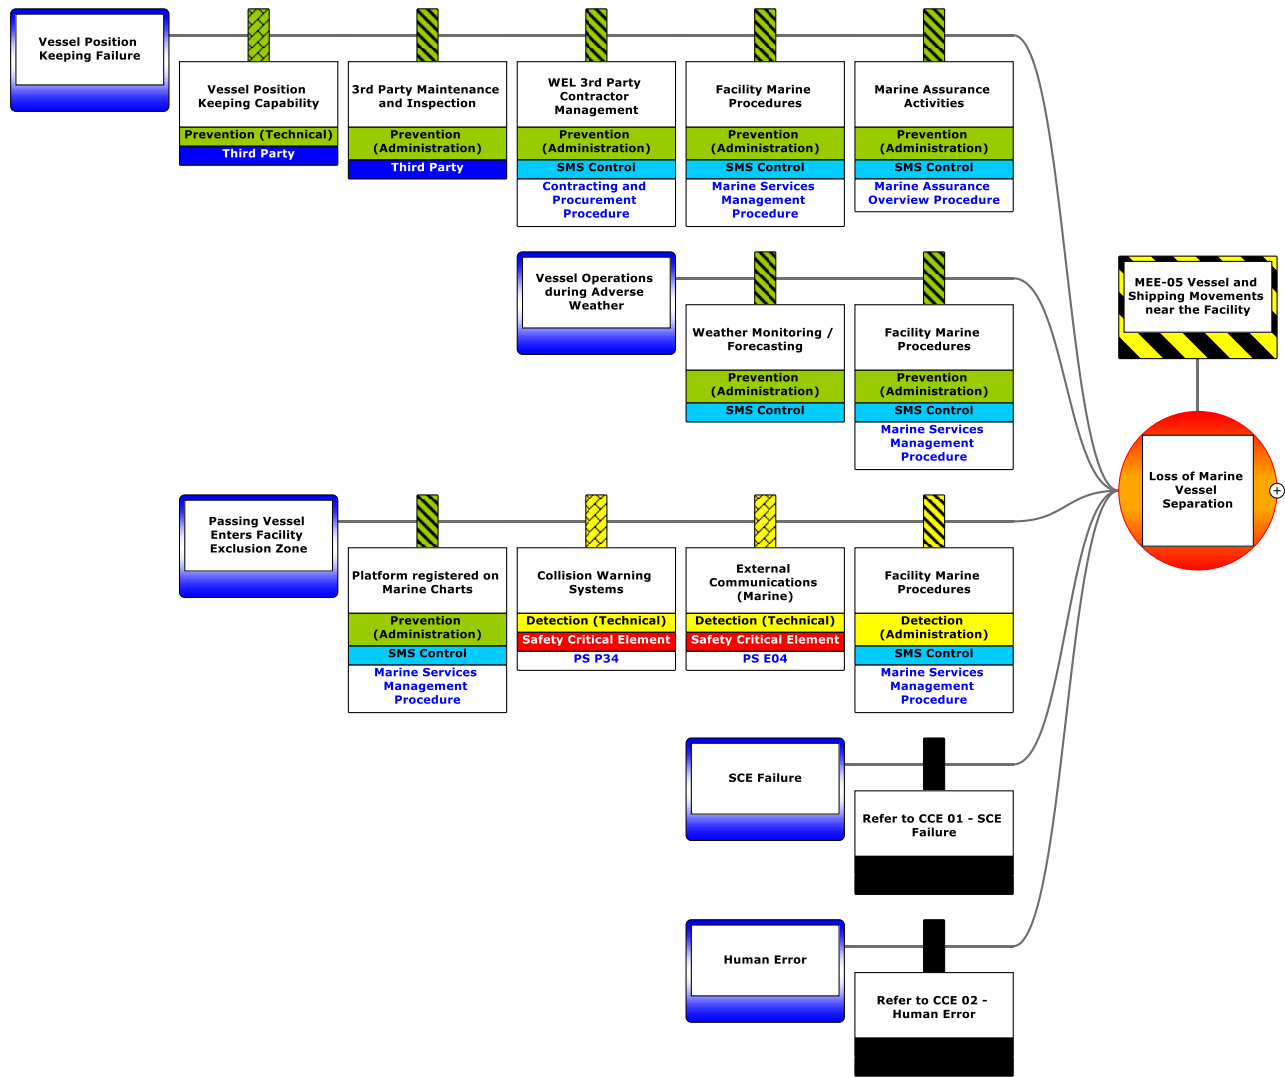 Vessel Position
Keeping Failure
Vessel Position
Keeping Capability
Prevention (Technical)
Third Party
3rd Party Maintenance
and Inspection
Prevention
(Administration)
Third Party
WEL 3rd Party
Contractor
Management
Prevention
(Administration)
SMS Control
Contracting and
Procurement
Procedure
Facility Marine
Procedures
Prevention
(Administration)
SMS Control
Marine Services
Management
Procedure
Marine Assurance
Activities
Prevention
(Administration)
SMS Control
Marine Assurance
Overview Procedure
Vessel Operations
during Adverse
Weather
Weather Monitoring /
Forecasting
Prevention
(Administration)
SMS Control
Facility Marine
Procedures
Prevention
(Administration)
SMS Control
Marine Services
Management
Procedure
MEE-05 Vessel and
Shipping Movements
near the Facility
Loss of Marine
Vessel
Separation
+
Passing Vessel
Enters Facility
Exclusion Zone
Platform registered on
Marine Charts
Prevention
(Administration)
SMS Control
Marine Services
Management
Procedure
Collision Warning
Systems
Detection (Technical)
Safety Critical Element
PS P34
External
Communications
(Marine)
Detection (Technical)
Safety Critical Element
PS E04
Facility Marine
Procedures
Detection
(Administration)
SMS Control
Marine Services
Management
Procedure
SCE Failure
Refer to CCE 01 - SCE
Failure
Human Error
Refer to CCE 02 -
Human Error